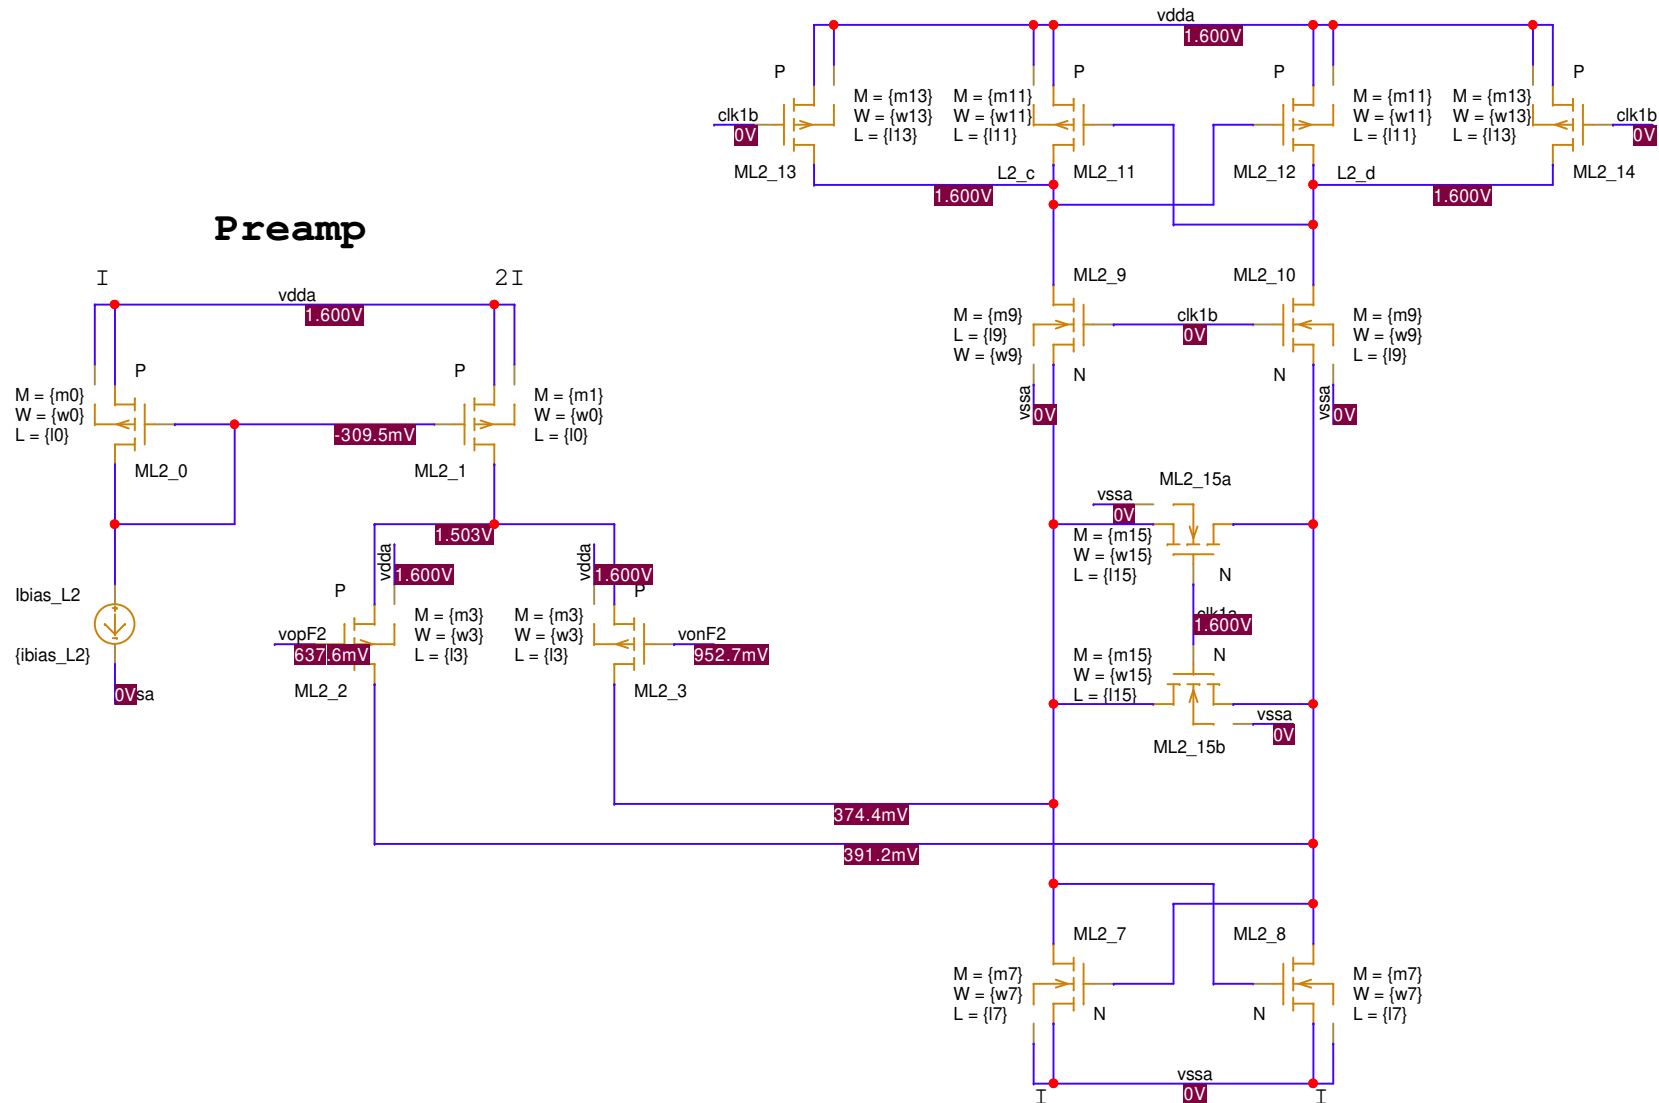 vdda
1.600V
P
P
P
P
M = {m13}
W = {w13}
L = {l13}
M = {m11}
W = {w11}
L = {l11}
M = {m11}
W = {w11}
L = {l11}
M = {m13}
W = {w13}
L = {l13}
clk1b
0V
clk1b
0V
ML2_13
L2_c
ML2_11
ML2_12
L2_d
ML2_14
1.600V
1.600V
Preamp
I
2I
vdda
1.600V
ML2_9
ML2_10
M = {m9}
L = {l9}
W = {w9}
clk1b
0V
M = {m9}
W = {w9}
L = {l9}
N
N
vssa
0V
vssa
0V
P
P
M = {m0}
W = {w0}
L = {l0}
M = {m1}
W = {w0}
L = {l0}
-309.5mV
ML2_0
ML2_1
ML2_15a
vssa
0V
1.503V
M = {m15}
W = {w15}
L = {l15}
N
vdda
1.600V
vdda
1.600V
P
P
Ibias_L2
{ibias_L2}
M = {m3}
W = {w3}
L = {l3}
M = {m3}
W = {w3}
L = {l3}
clk1a
1.600V
vopF2
637.6mV
vonF2
952.7mV
N
M = {m15}
W = {w15}
L = {l15}
ML2_2
ML2_3
0V
sa
vssa
0V
ML2_15b
374.4mV
391.2mV
ML2_7
ML2_8
M = {m7}
W = {w7}
L = {l7}
M = {m7}
W = {w7}
L = {l7}
N
N
vssa
0V
I
I